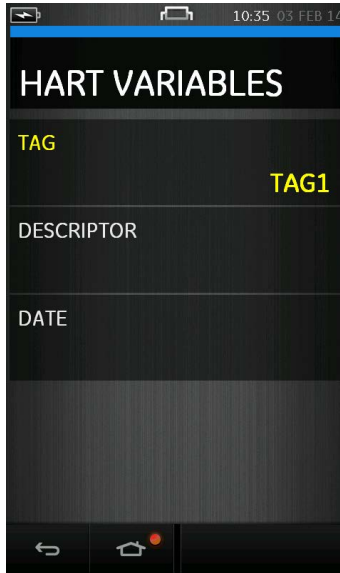 10:35 03 FEB 14
HART VARIABLES
TAG
TAG1
DESCRIPTOR
DATE